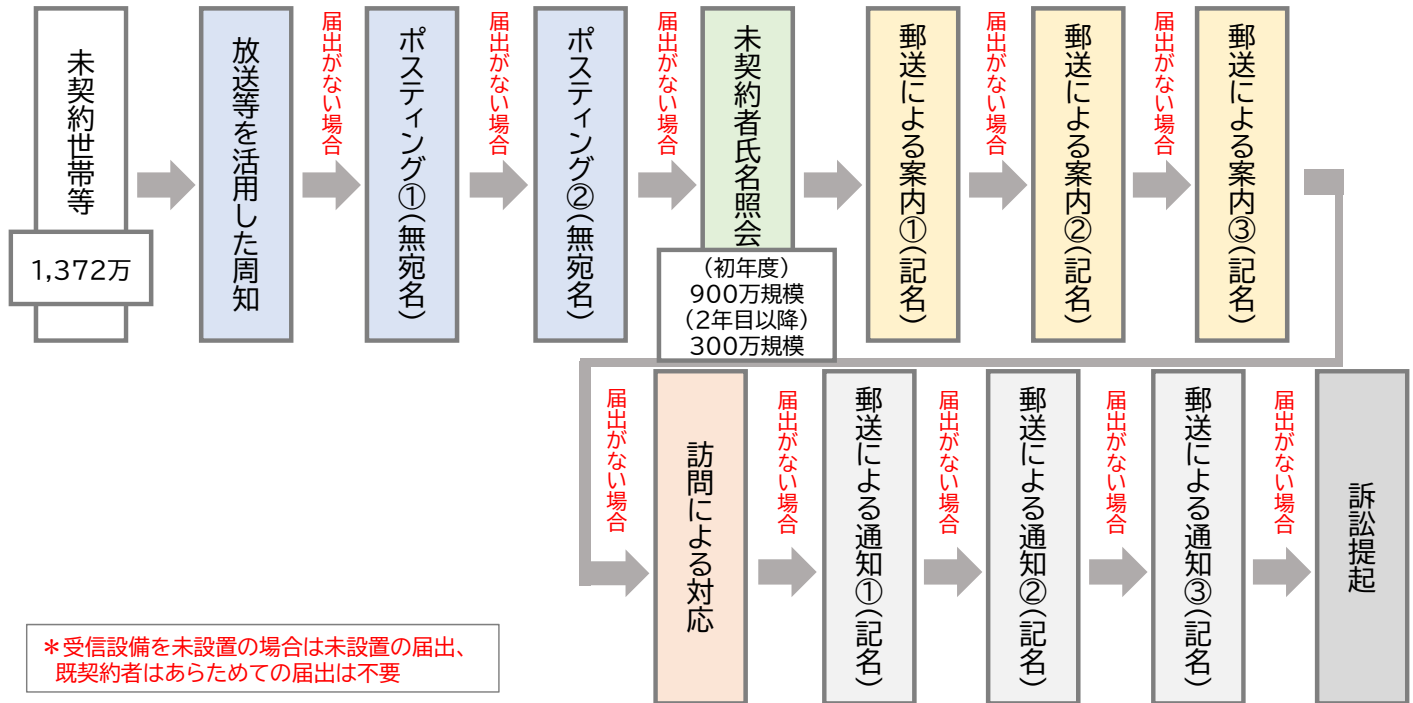 未契約世帯等
1,372万
放送等を活用した周知
届出がない場合
ポスティング①(無宛名)
届出がない場合
ポスティング②(無宛名)
届出がない場合
未契約者氏名照会
(初年度)
900万規模
(2年目以降)
300万規模
郵送による案内①(記名)
届出がない場合
郵送による案内②(記名)
届出がない場合
郵送による案内③(記名)
届出がない場合
訪問による対応
届出がない場合
郵送による通知①(記名)
届出がない場合
郵送による通知②(記名)
届出がない場合
郵送による通知③(記名)
届出がない場合
訴訟提起
*受信設備を未設置の場合は未設置の届出、
既契約者はあらためての届出は不要